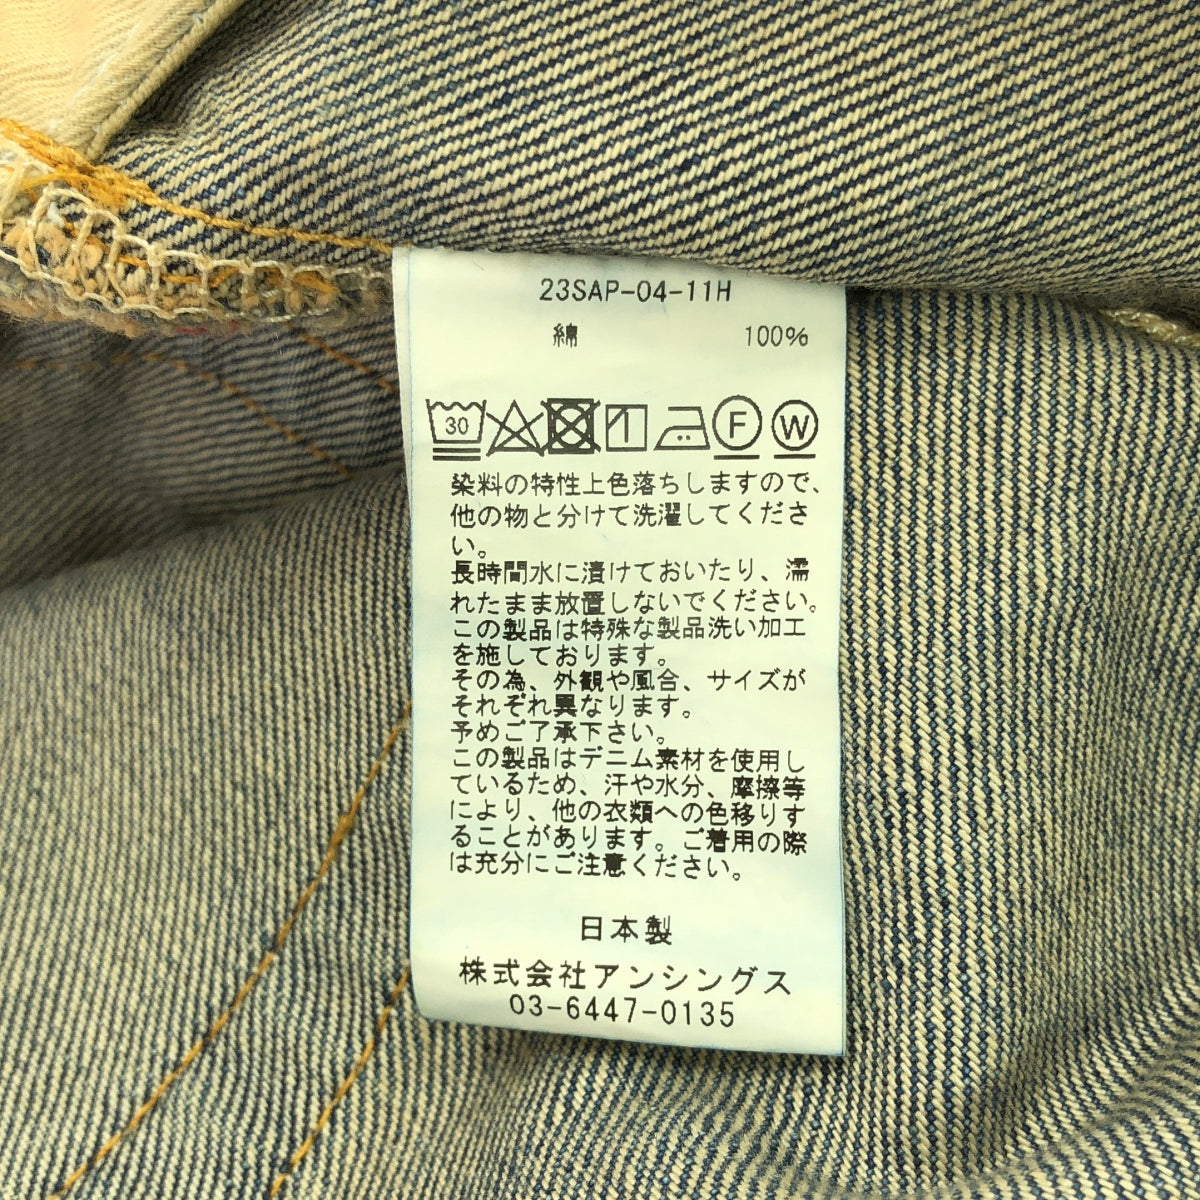 23SAP-04-11H
綿 100%
30 F W
染料の特性上色落ちしますので、
他の物と分けて洗濯してくださ
い。
長時間水に漬けておいたり、濡
れたまま放置しないでください。
この製品は特殊な製品洗い加工
を施しております。
その為、外観や風合、サイズが
それぞれ異なります。
予めご了承下さい。
この製品はデニム素材を使用し
ているため、汗や水分、摩擦等
により、他の衣類への色移りす
ることがあります。ご着用の際
は充分にご注意ください。
日本製
株式会社アンシングス
03-6447-0135